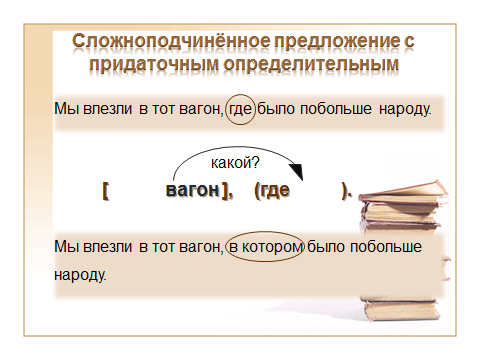 Сложноподчинённое предложение с
придаточным определительным
Мы влезли в тот вагон, где было побольше народу.
какой?
[ вагон ], (где ).
Мы влезли в тот вагон, в котором было побольше
народу.